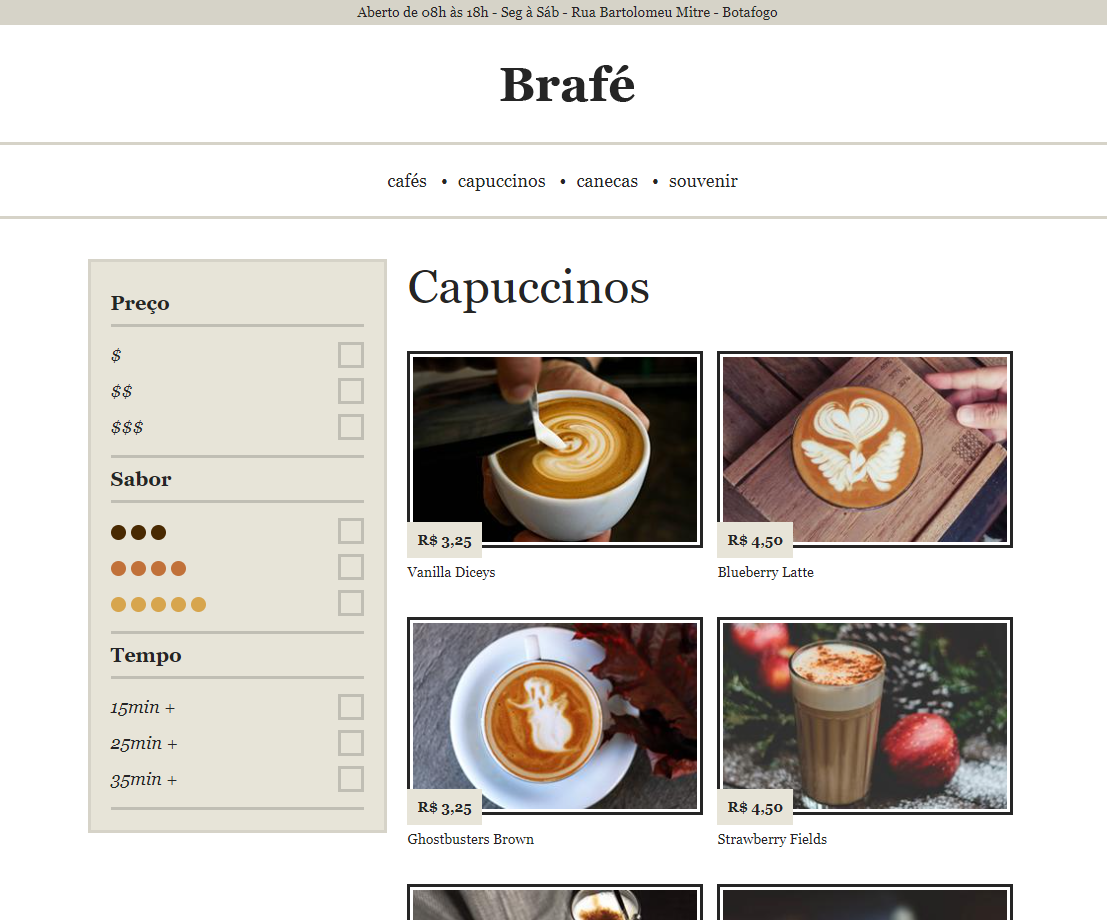 Aberto de 08h às 18h - Seg à Sáb - Rua Bartolomeu Mitre - Botafogo
Brafé
cafés • capuccinos • canecas • souvenir
Preço
$
$$
$$$
Sabor
Tempo
15min +
25min +
35min +
Capuccinos
R$ 3,25
Vanilla Diceys
R$ 4,50
Blueberry Latte
R$ 3,25
Ghostbusters Brown
R$ 4,50
Strawberry Fields